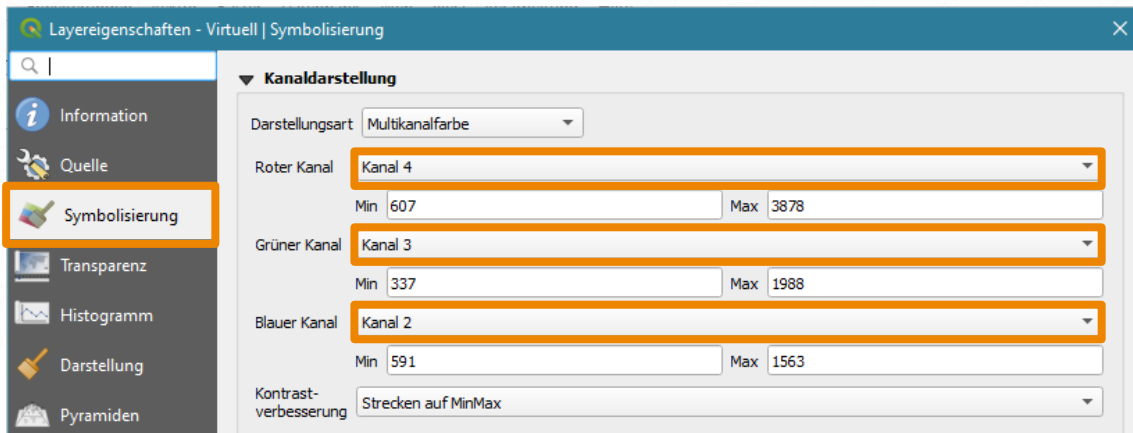 Layereigenschaften - Virtuell | Symbolisierung
Kanaldarstellung
Information
Darstellungsart Multikanalfarbe
Quelle
Roter Kanal Kanal 4
Symbolisierung
Min 607 Max 3878
Grüner Kanal Kanal 3
Transparenz
Min 337 Max 1988
Histogramm
Blauer Kanal Kanal 2
Darstellung
Min 591 Max 1563
Kontrast-
verbesserung Strecken auf MinMax
Pyramiden